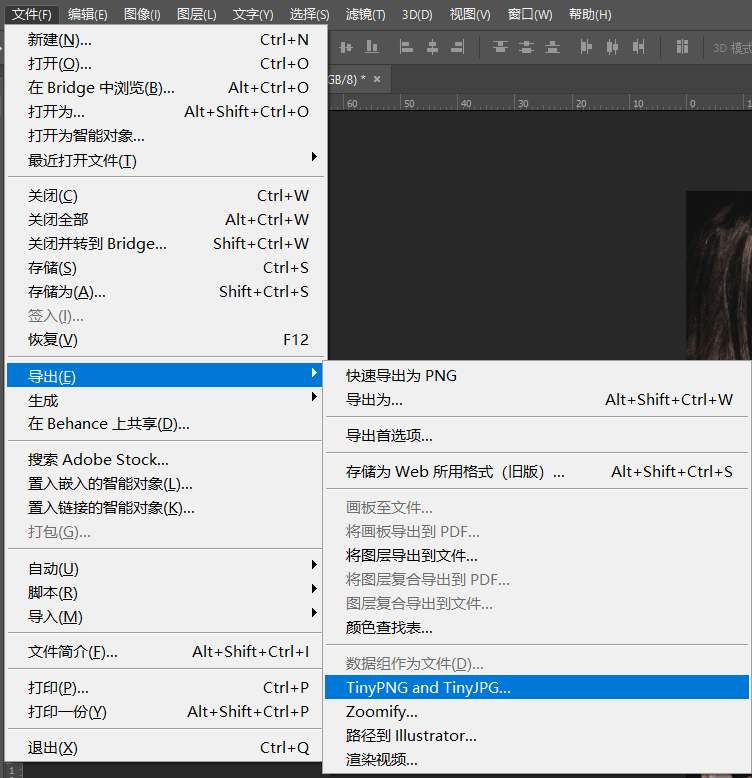 文件(F) 编辑(E) 图像(I) 图层(L) 文字(Y) 选择(S) 滤镜(T) 3D(D) 视图(V) 窗口(W) 帮助(H)
3D 模式
GB/8) * ×
60 50 40 30 20 10 0
新建(N)... Ctrl+N
打开(O)... Ctrl+O
在 Bridge 中浏览(B)... Alt+Ctrl+O
打开为... Alt+Shift+Ctrl+O
打开为智能对象...
最近打开文件(T)
关闭(C) Ctrl+W
关闭全部 Alt+Ctrl+W
关闭并转到 Bridge... Shift+Ctrl+W
存储(S) Ctrl+S
存储为(A)... Shift+Ctrl+S
签入(I)...
恢复(V) F12
导出(E)
生成
在 Behance 上共享(D)...
搜索 Adobe Stock...
置入嵌入的智能对象(L)...
置入链接的智能对象(K)...
打包(G)...
自动(U)
脚本(R)
导入(M)
文件简介(F)... Alt+Shift+Ctrl+I
打印(P)... Ctrl+P
打印一份(Y) Alt+Shift+Ctrl+P
退出(X) Ctrl+Q
快速导出为 PNG
导出为... Alt+Shift+Ctrl+W
导出首选项...
存储为 Web 所用格式（旧版）... Alt+Shift+Ctrl+S
画板至文件...
将画板导出到 PDF...
将图层导出到文件...
将图层复合导出到 PDF...
图层复合导出到文件...
颜色查找表...
数据组作为文件(D)...
TinyPNG and TinyJPG...
Zoomify...
路径到 Illustrator...
渲染视频...
1